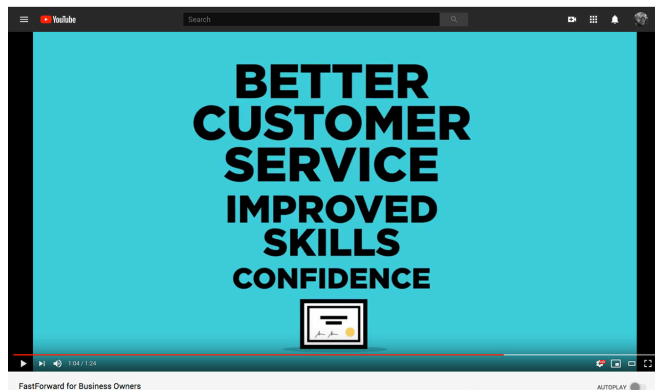 YouTube
Search
BETTER
CUSTOMER
SERVICE
IMPROVED
SKILLS
CONFIDENCE
1:04 / 1:24
FastForward for Business Owners
AUTOPLAY